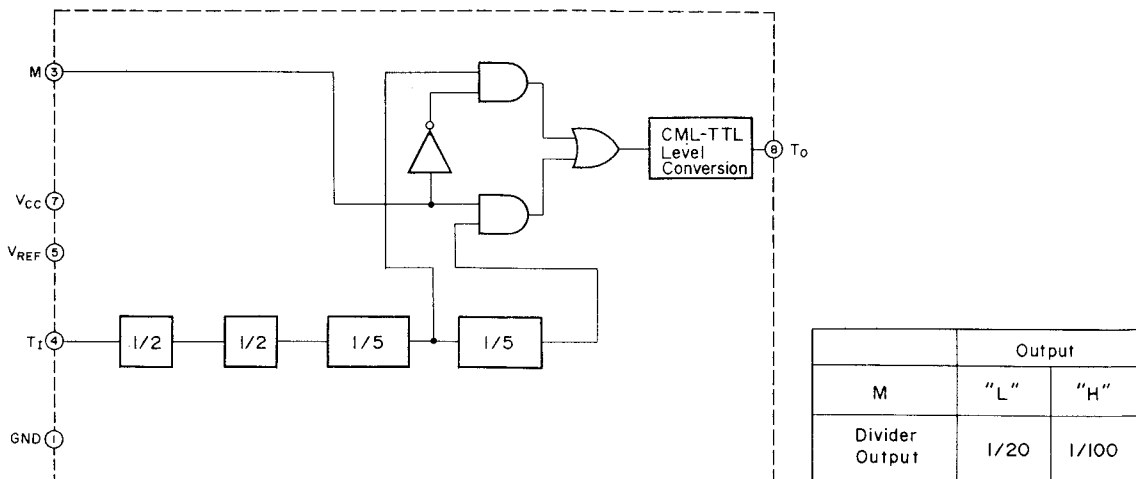 M 3
CML-TTL
Level
Conversion
8 To
VCC 7
VREF 5
TI 4
1/2
1/2
1/5
1/5
GND 1
Output
M "L" "H"
Divider
Output
1/20 1/100